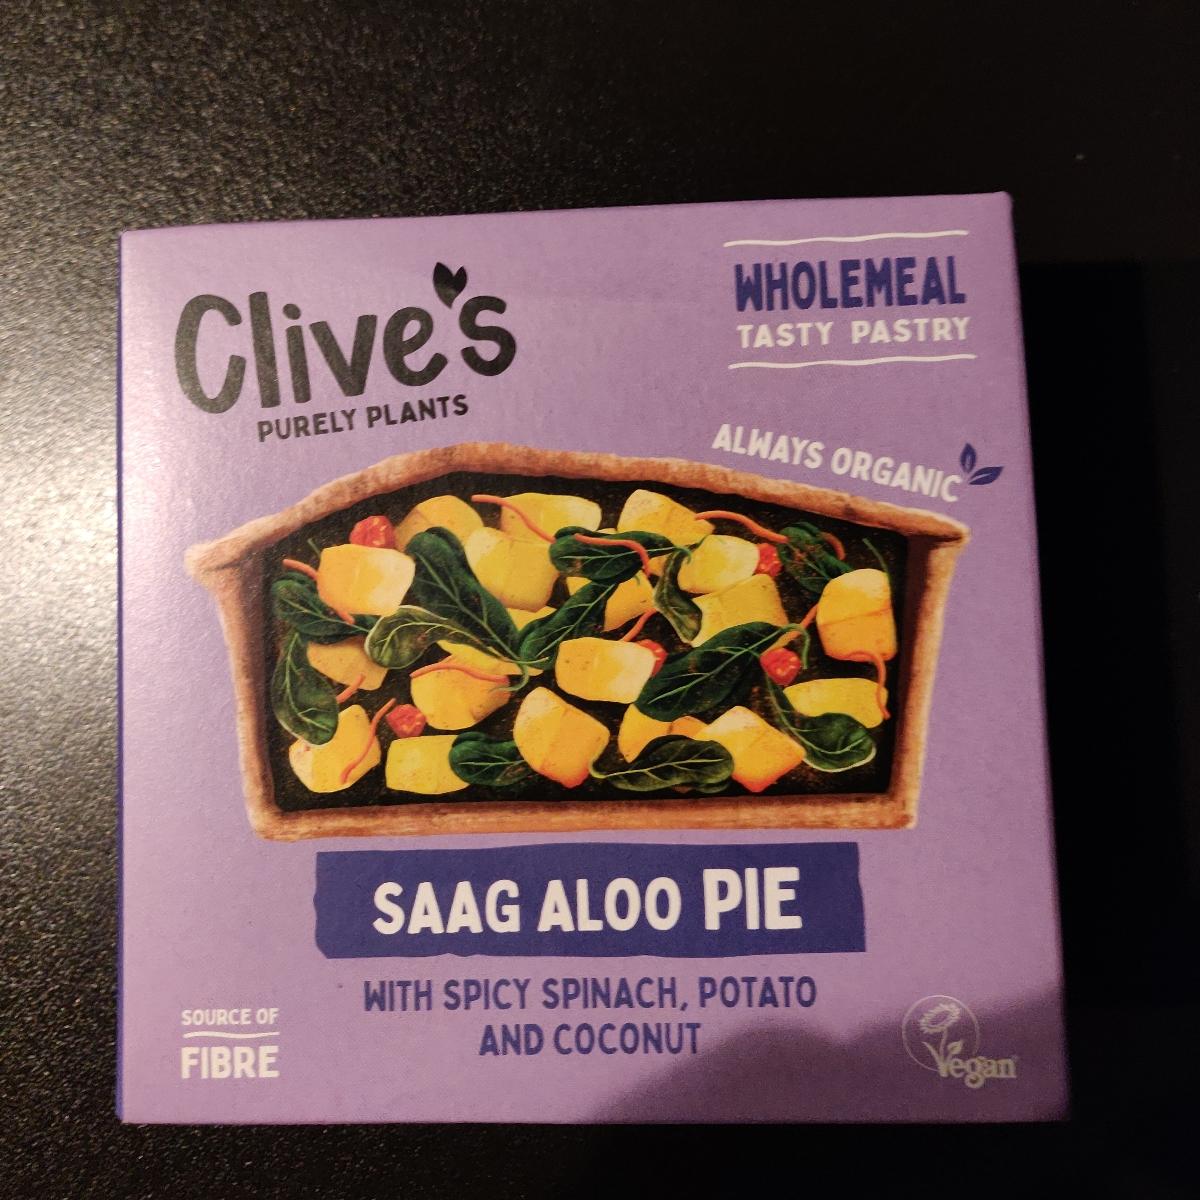 Clive's
PURELY PLANTS
WHOLEMEAL
TASTY PASTRY
ALWAYS ORGANIC
SAAG ALOO PIE
WITH SPICY SPINACH, POTATO
AND COCONUT
SOURCE OF
FIBRE
Vegan